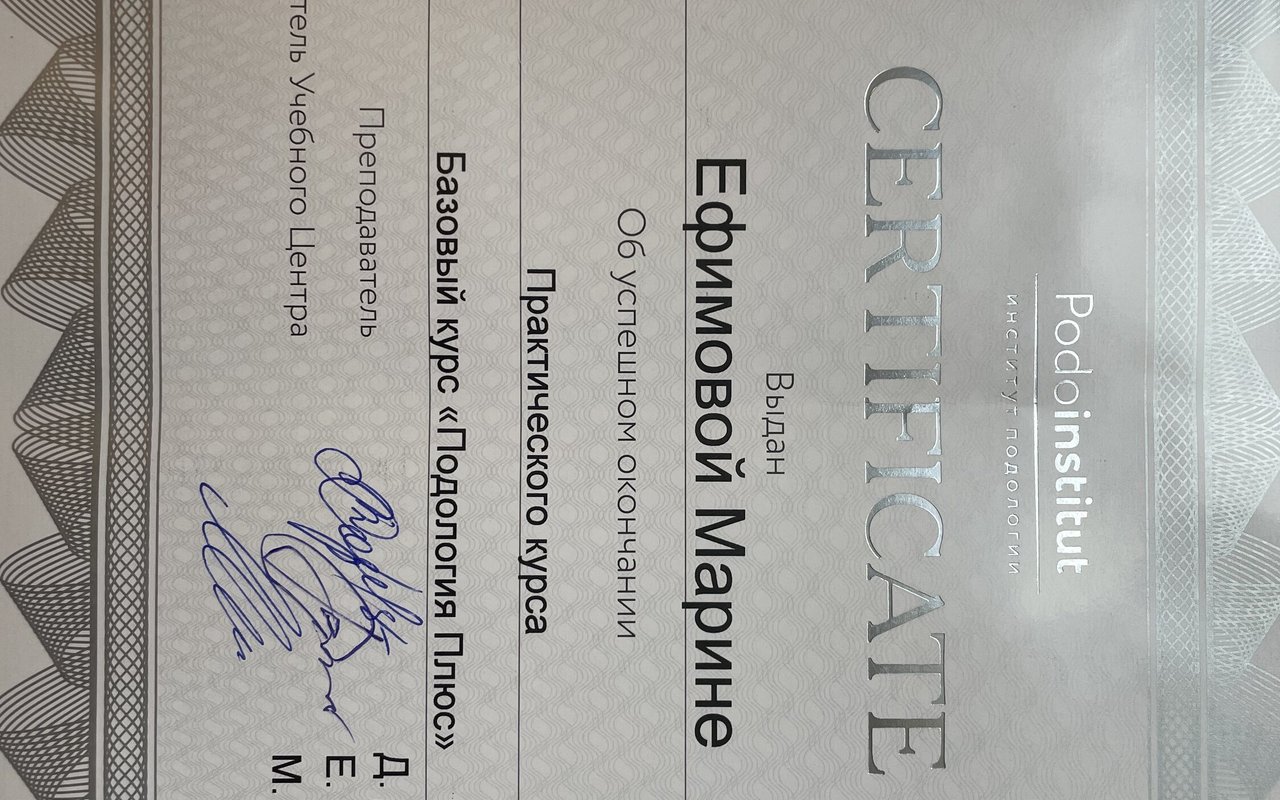 Podoinstitut
институт подологии
CERTIFICATE
Выдан
Ефимовой Марине
Об успешном окончании
Практического курса
Базовый курс «Подология Плюс»
Преподаватель
Д.
Е.
тель Учебного Центра
М.